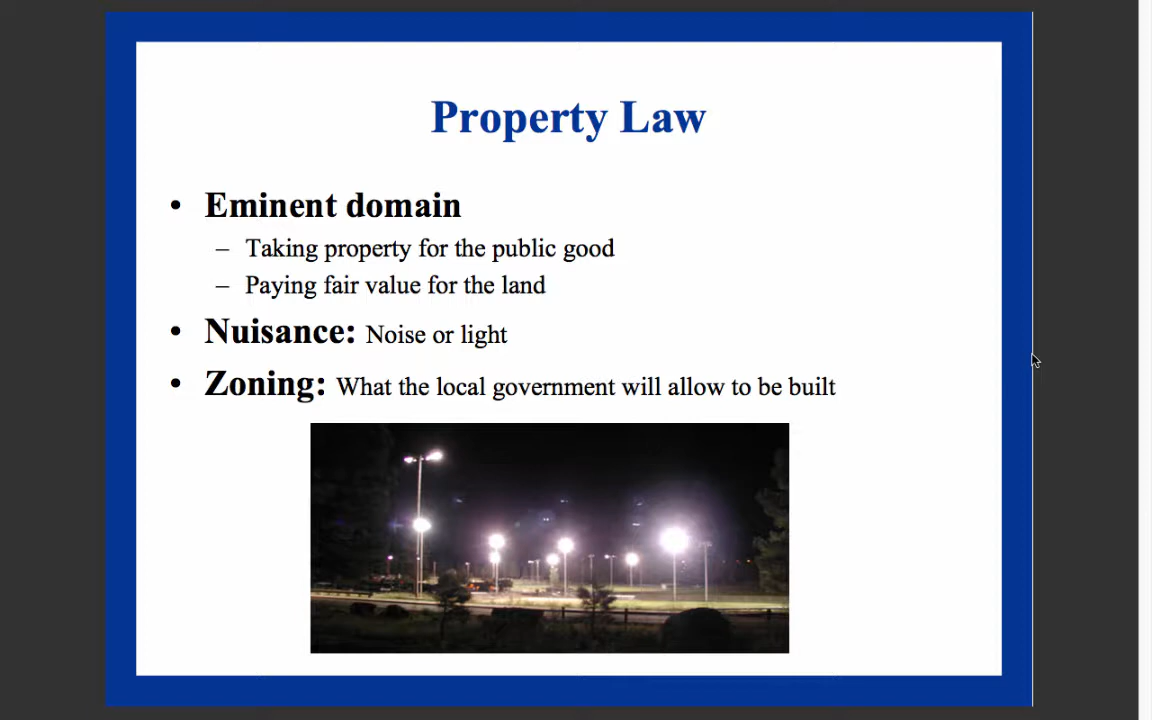 Property Law
• Eminent domain
– Taking property for the public good
– Paying fair value for the land
• Nuisance: Noise or light
• Zoning: What the local government will allow to be built